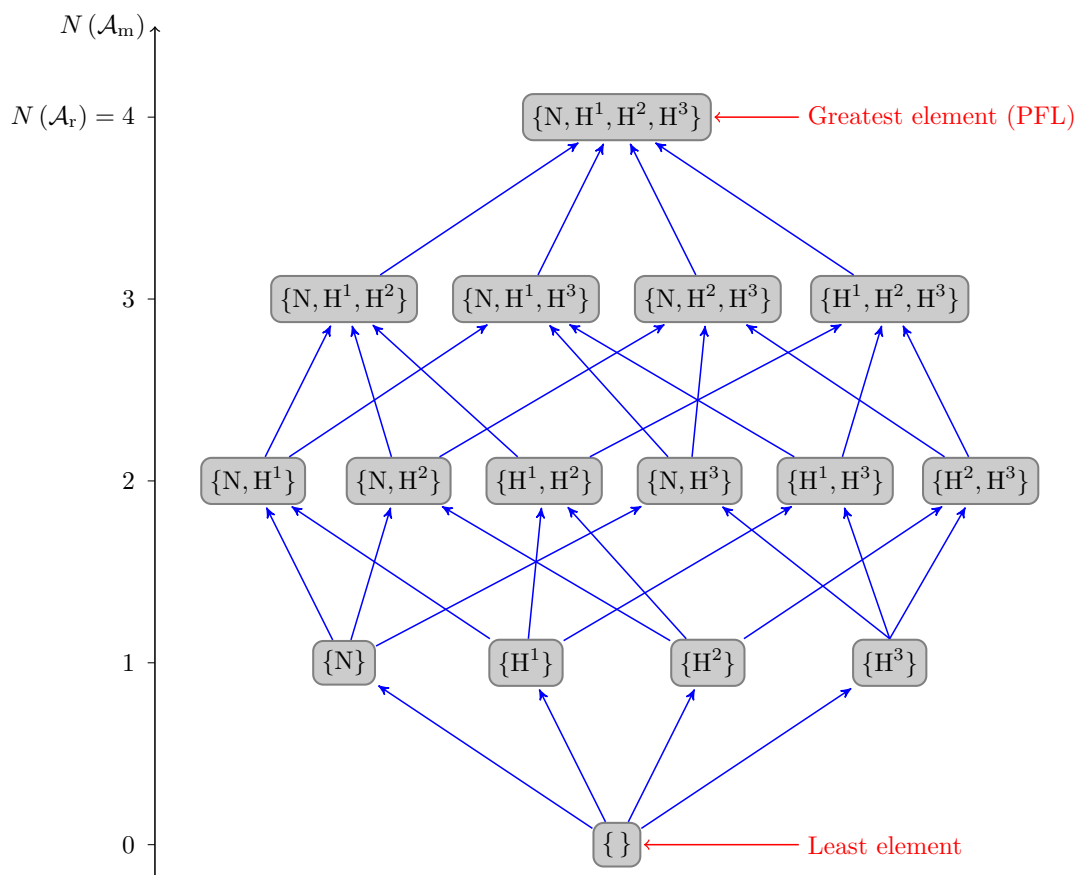 N (𝒜ₘ)
N (𝒜ᵣ) = 4 {N, H¹, H², H³} Greatest element (PFL)
3 {N, H¹, H²} {N, H¹, H³} {N, H², H³} {H¹, H², H³}
2 {N, H¹} {N, H²} {H¹, H²} {N, H³} {H¹, H³} {H², H³}
1 {N} {H¹} {H²} {H³}
0 { } Least element